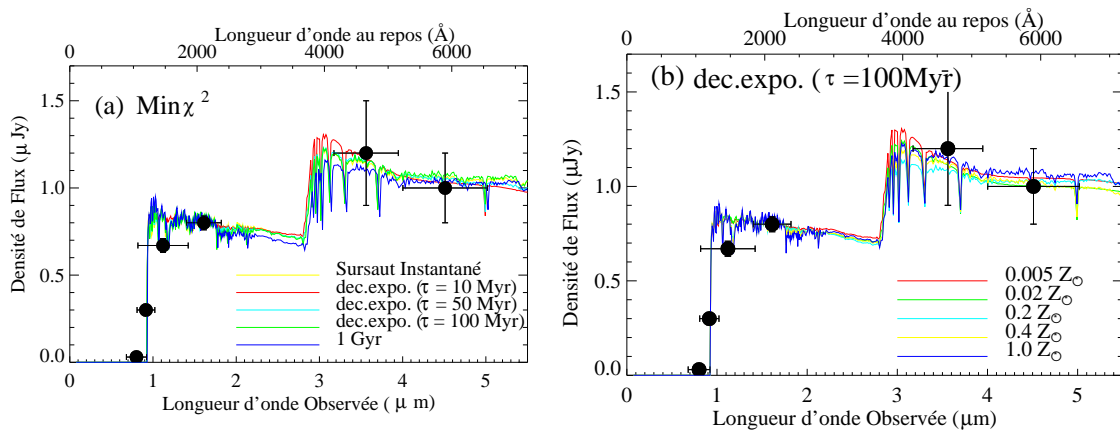 Longueur d'onde au repos (Å)
0 2000 4000 6000
(a) Min χ²
1.5
1.0
0.5
0.0
Densité de Flux (μ Jy)
Sursaut Instantané
dec.expo. (τ = 10 Myr)
dec.expo. (τ = 50 Myr)
dec.expo. (τ = 100 Myr)
1 Gyr
0 1 2 3 4 5
Longueur d'onde Observée (μ m)
Longueur d'onde au repos (Å)
0 2000 4000 6000
(b) dec.expo. (τ = 100Myr)
1.5
1.0
0.5
0.0
Densité de Flux (μJy)
0.005 Z☉
0.02 Z☉
0.2 Z☉
0.4 Z☉
1.0 Z☉
0 1 2 3 4 5
Longueur d'onde Observée (μm)